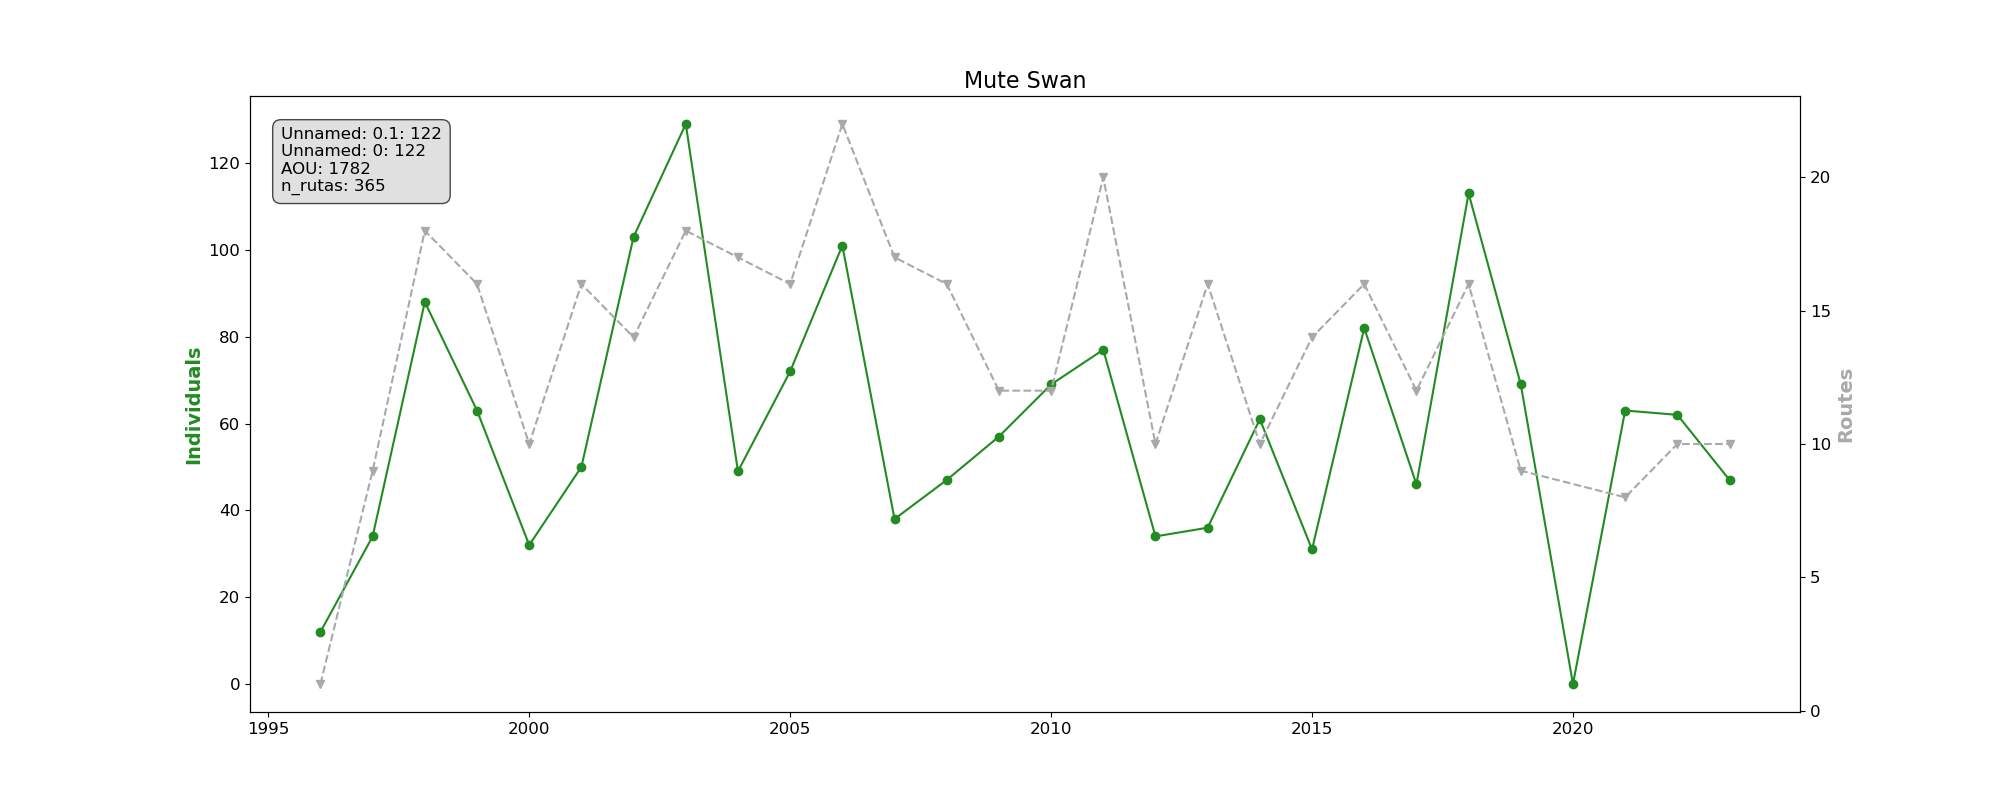 Mute Swan
Unnamed: 0.1: 122
Unnamed: 0: 122
AOU: 1782
n_rutas: 365
120
100
80
60
40
20
0
Individuals
20
15
10
5
0
Routes
1995 2000 2005 2010 2015 2020